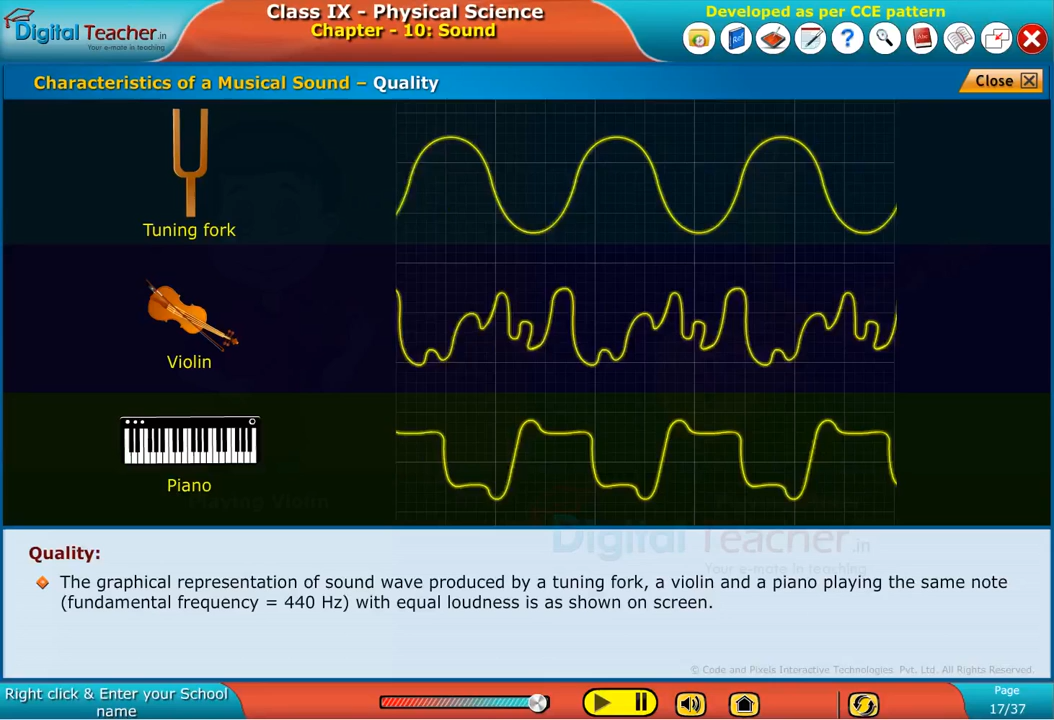 Digital Teacher.in
Your e-mate in teaching
Class IX - Physical Science
Chapter - 10: Sound
Developed as per CCE pattern
Characteristics of a Musical Sound – Quality
Close
Tuning fork
Violin
Piano
Playing Violin
Digital Teacher.in
Your e-mate in teaching
Quality:
The graphical representation of sound wave produced by a tuning fork, a violin and a piano playing the same note
(fundamental frequency = 440 Hz) with equal loudness is as shown on screen.
© Code and Pixels Interactive Technologies. Pvt. Ltd. All Rights Reserved.
Right click & Enter your School
name
Page
17/37